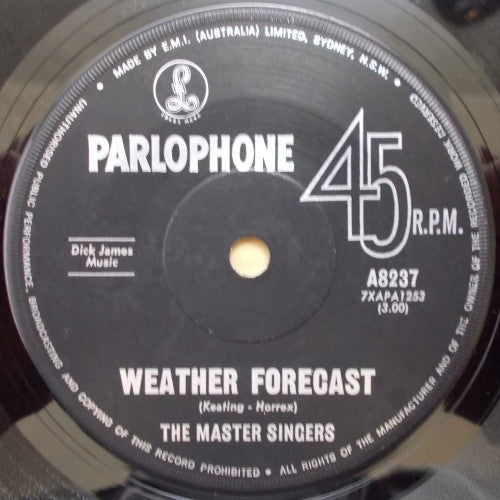 • MADE BY E.M.I. (AUSTRALIA) LIMITED, SYDNEY, N.S.W. •
TRADE MARK
PARLOPHONE
45
R.P.M.
Dick James
Music
A8237
7XAPA1253
(3.00)
WEATHER FORECAST
(Keating - Horrex)
THE MASTER SINGERS
UNAUTHORISED PUBLIC PERFORMANCE, BROADCASTING AND COPYING OF THIS RECORD PROHIBITED • ALL RIGHTS OF THE MANUFACTURER AND OF THE OWNER OF THE RECORDED WORK RESERVED